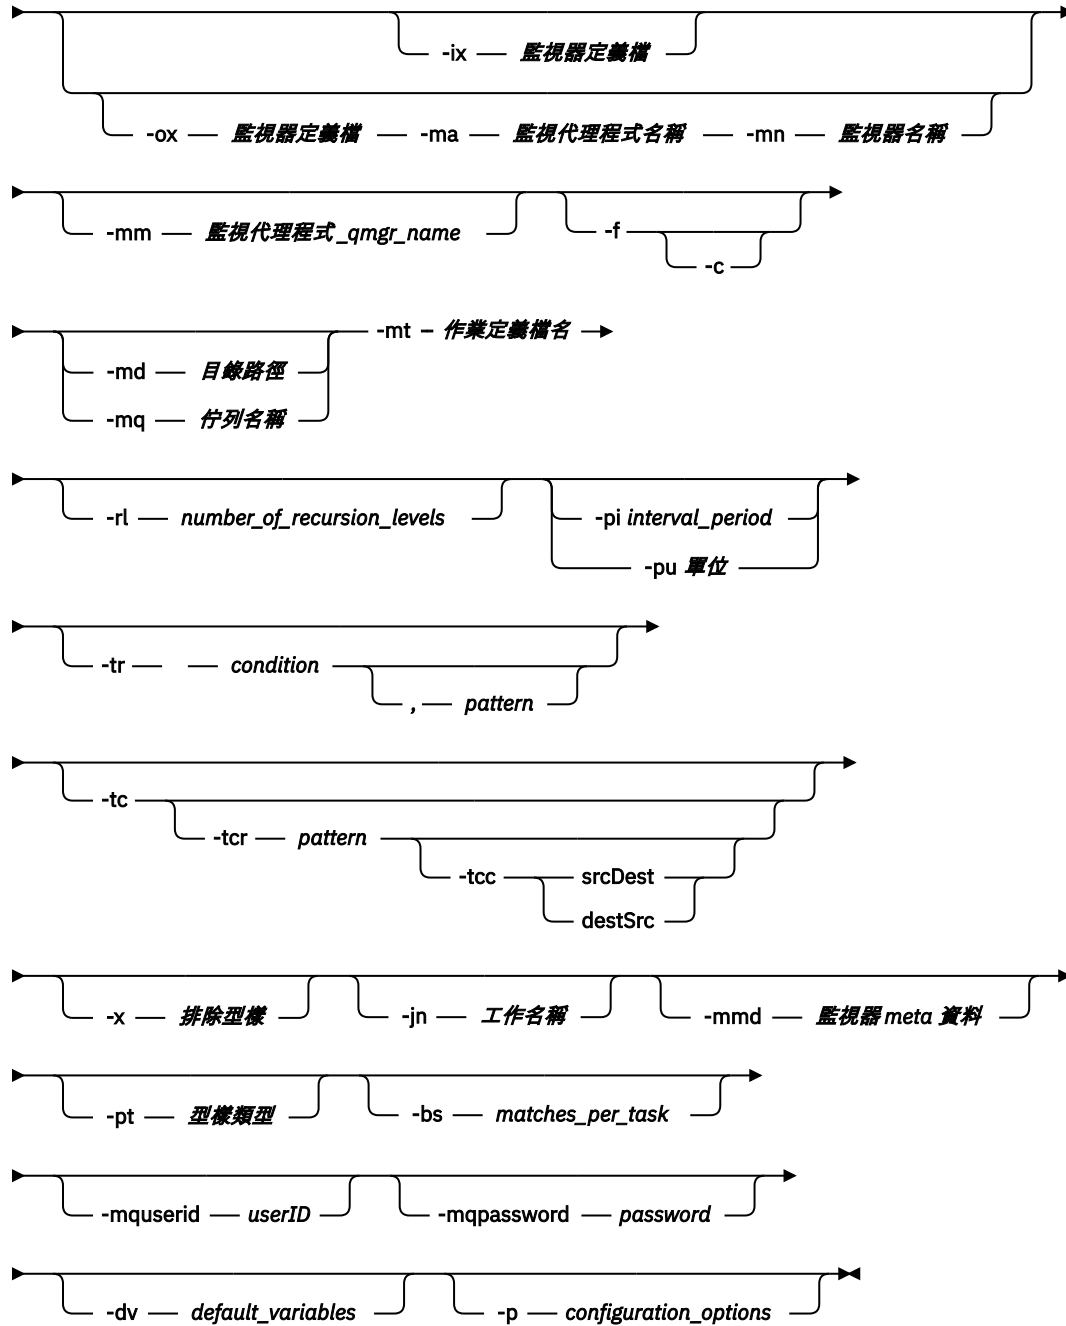 -ix 監視器定義檔
-ox 監視器定義檔 -ma 監視代理程式名稱 -mn 監視器名稱
-mm 監視代理程式_qmgr_name -f
-c
-mt 作業定義檔名
-md 目錄路徑
-mq 佇列名稱
-rl number_of_recursion_levels -pi interval_period
-pu 單位
-tr condition
, pattern
-tc
-tcr pattern
-tcc srcDest
destSrc
-x 排除型樣 -jn 工作名稱 -mmd 監視器meta 資料
-pt 型樣類型 -bs matches_per_task
-mquserid userID -mqpassword password
-dv default_variables -p configuration_options